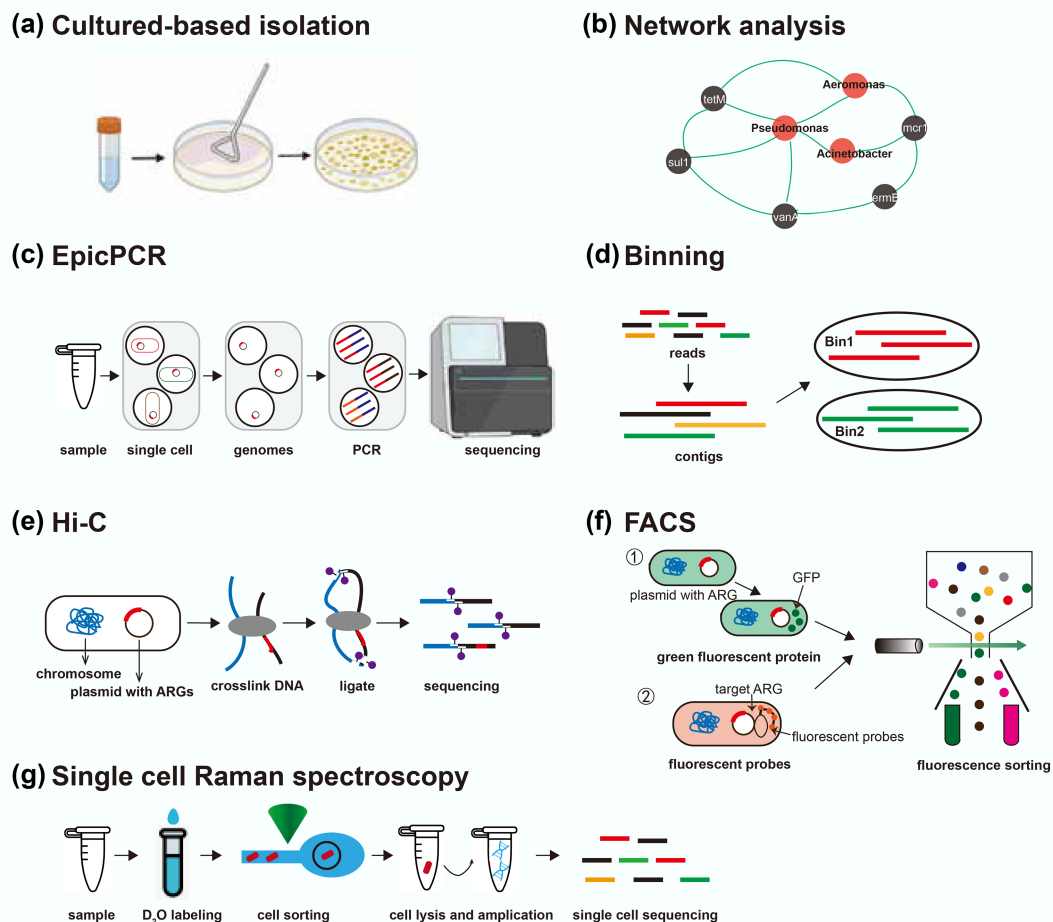 (a) Cultured-based isolation
(b) Network analysis
Aeromonas
tetM
Pseudomonas
mcr1
Acinetobacter
sul1
ermB
vanA
(c) EpicPCR
sample
single cell
genomes
PCR
sequencing
(d) Binning
reads
contigs
Bin1
Bin2
(e) Hi-C
chromosome
plasmid with ARGs
crosslink DNA
ligate
sequencing
(f) FACS
①
plasmid with ARG
GFP
green fluorescent protein
②
target ARG
fluorescent probes
fluorescent probes
fluorescence sorting
(g) Single cell Raman spectroscopy
sample
D₂O labeling
cell sorting
cell lysis and amplication
single cell sequencing